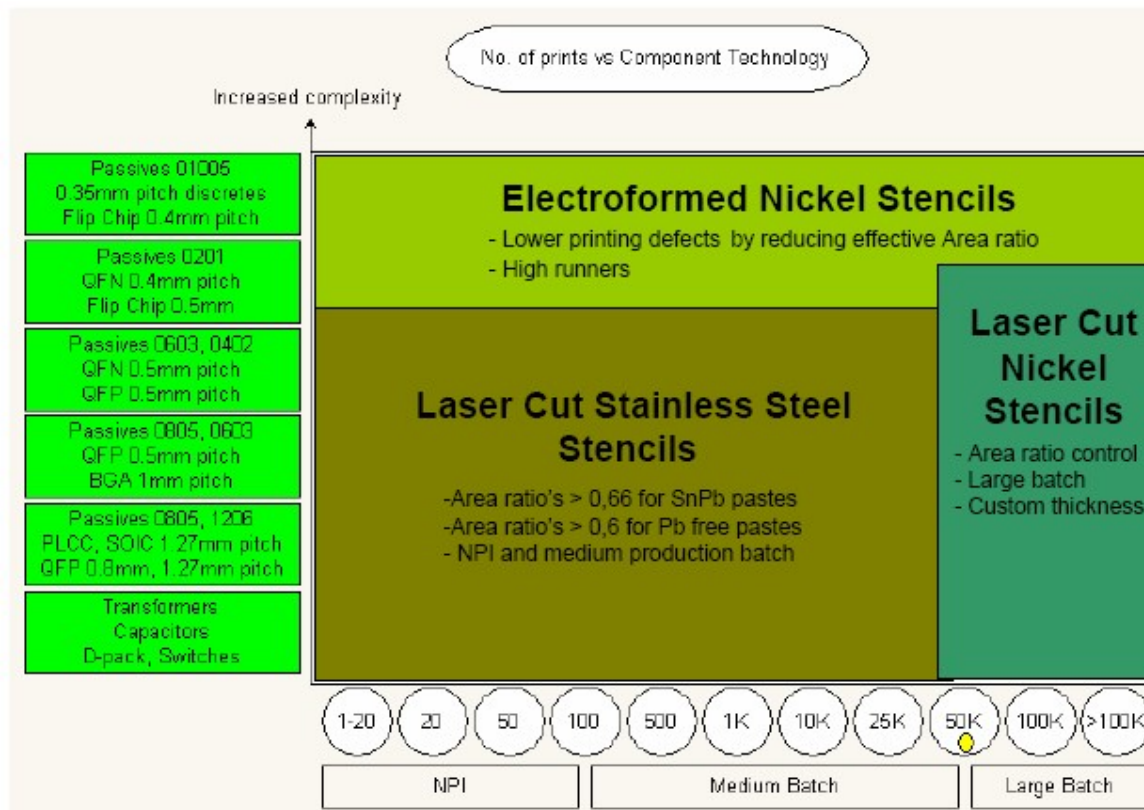 No. of prints vs Component Technology
Increased complexity
Passives 01005
0.35mm pitch discretes
Flip Chip 0.4mm pitch
Passives 0201
QFN 0.4mm pitch
Flip Chip 0.5mm
Passives 0603, 0402
QFN 0.5mm pitch
QFP 0.5mm pitch
Passives 0805, 0603
QFP 0.5mm pitch
BGA 1mm pitch
Passives 0805, 1206
PLCC, SOIC 1.27mm pitch
QFP 0.8mm, 1.27mm pitch
Transformers
Capacitors
D-pack, Switches
Electroformed Nickel Stencils
- Lower printing defects by reducing effective Area ratio
- High runners
Laser Cut Stainless Steel
Stencils
-Area ratio's > 0,66 for SnPb pastes
-Area ratio's > 0,6 for Pb free pastes
- NPI and medium production batch
Laser Cut
Nickel
Stencils
- Area ratio control
- Large batch
- Custom thickness
1-20 20 50 100 500 1K 10K 25K 50K 100K >100K
NPI Medium Batch Large Batch